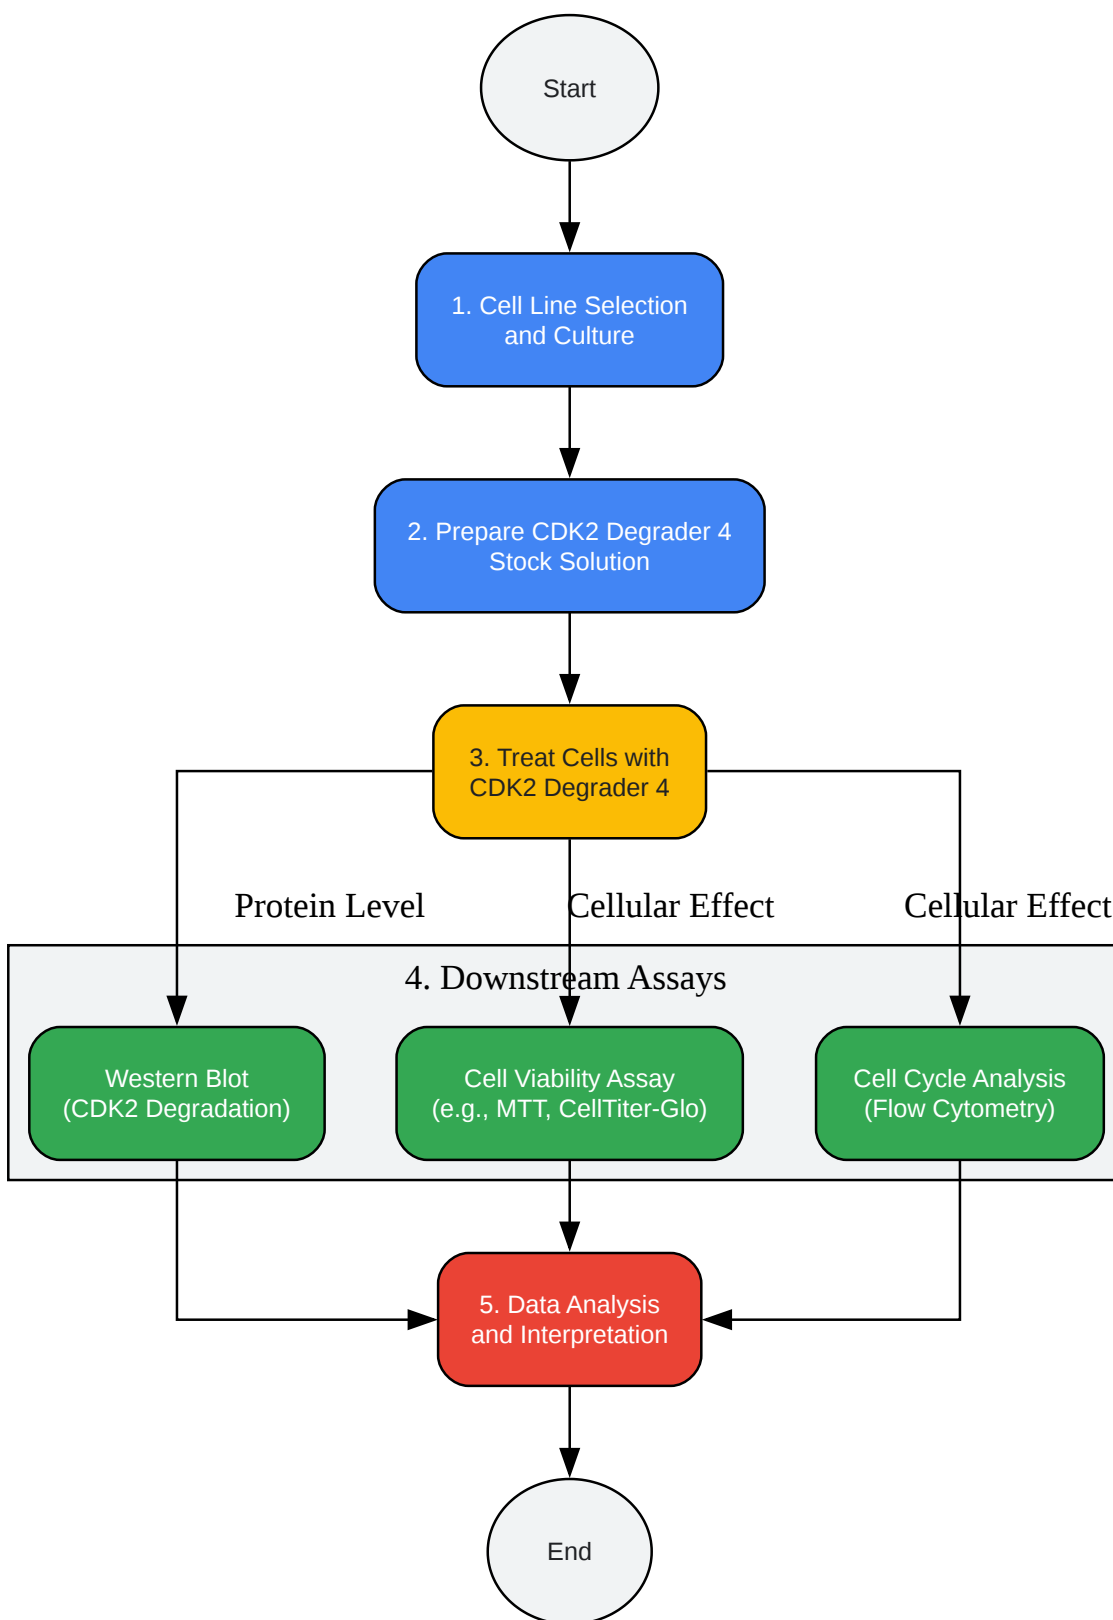 Start
1. Cell Line Selection
and Culture
2. Prepare CDK2 Degrader 4
Stock Solution
3. Treat Cells with
CDK2 Degrader 4
Protein Level
Cellular Effect
Cellular Effect
4. Downstream Assays
Western Blot
(CDK2 Degradation)
Cell Viability Assay
(e.g., MTT, CellTiter-Glo)
Cell Cycle Analysis
(Flow Cytometry)
5. Data Analysis
and Interpretation
End